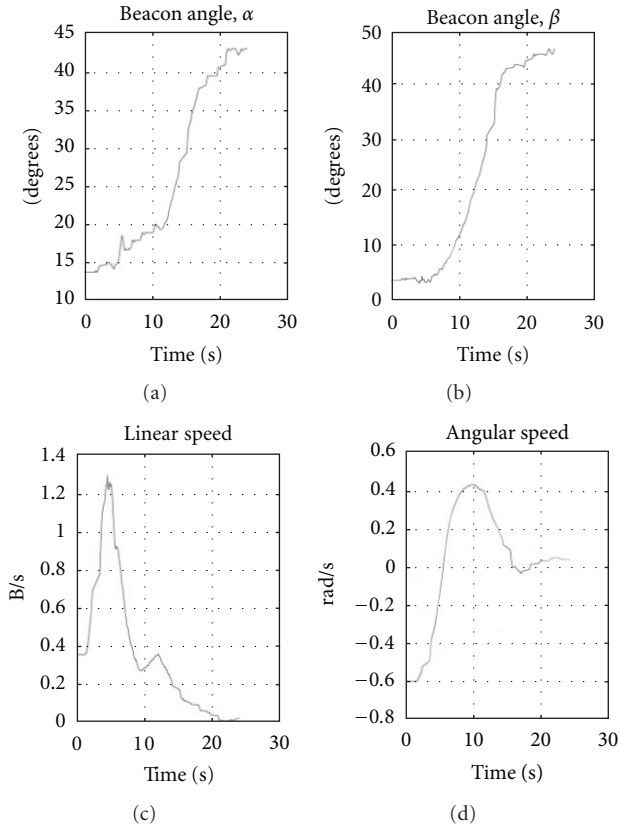 Beacon angle, α
45
40
35
30
25
20
15
10
((degrees)
0
10
20
30
Time (s)
(a)
Beacon angle, β
50
40
30
20
10
0
((degrees)
0
10
20
30
Time (s)
(b)
Linear speed
1.4
1.2
1
0.8
0.6
0.4
0.2
0
B/s
0
10
20
30
Time (s)
(c)
Angular speed
0.6
0.4
0.2
0
−0.2
−0.4
−0.6
−0.8
rad/s
0
10
20
30
Time (s)
(d)